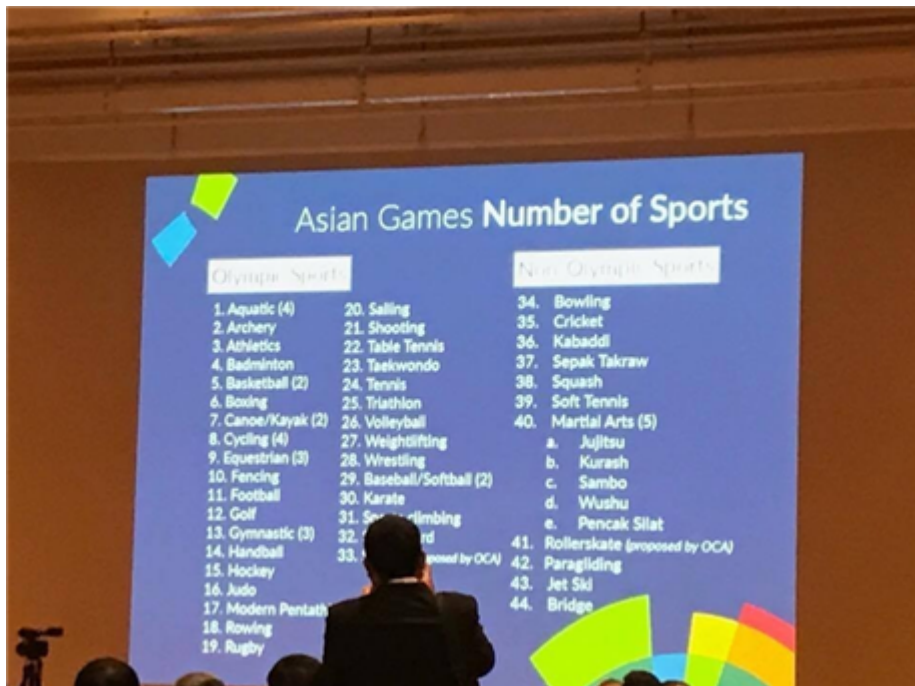 Asian Games Number of Sports
Olympic Sports
1. Aquatic (4)
2. Archery
3. Athletics
4. Badminton
5. Basketball (2)
6. Boxing
7. Canoe/Kayak (2)
8. Cycling (4)
9. Equestrian (3)
10. Fencing
11. Football
12. Golf
13. Gymnastic (3)
14. Handball
15. Hockey
16. Judo
17. Modern
18. Rowing
19. Rugby
20. Sailing
21. Shooting
22. Table Tennis
23. Taekwondo
24. Tennis
25. Triathlon
26. Volleyball
27. Weightlifting
28. Wrestling
29. Baseball/Softball (2)
30. Karate
31. climbing
32.
33. by OCA)
Non Olympic Sports
34. Bowling
35. Cricket
36. Kabaddi
37. Sepak Takraw
38. Squash
39. Soft Tennis
40. Martial Arts (5)
a. Jujitsu
b. Kurash
c. Sambo
d. Wushu
e. Pencak Silat
41. Rollerskate (proposed by OCA)
42. Paragliding
43. Jet Ski
44. Bridge